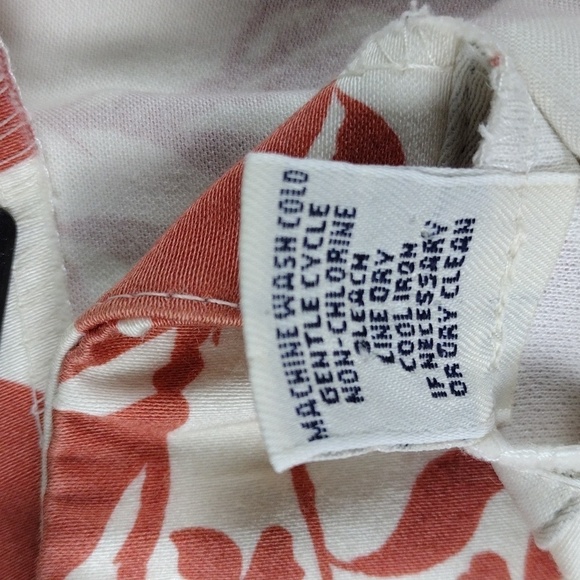 MACHINE WASH COLD
GENTLE CYCLE
NON-CHLORINE
BLEACH
LINE DRY
COOL IRON
IF NECESSARY
OR DRY CLEAN